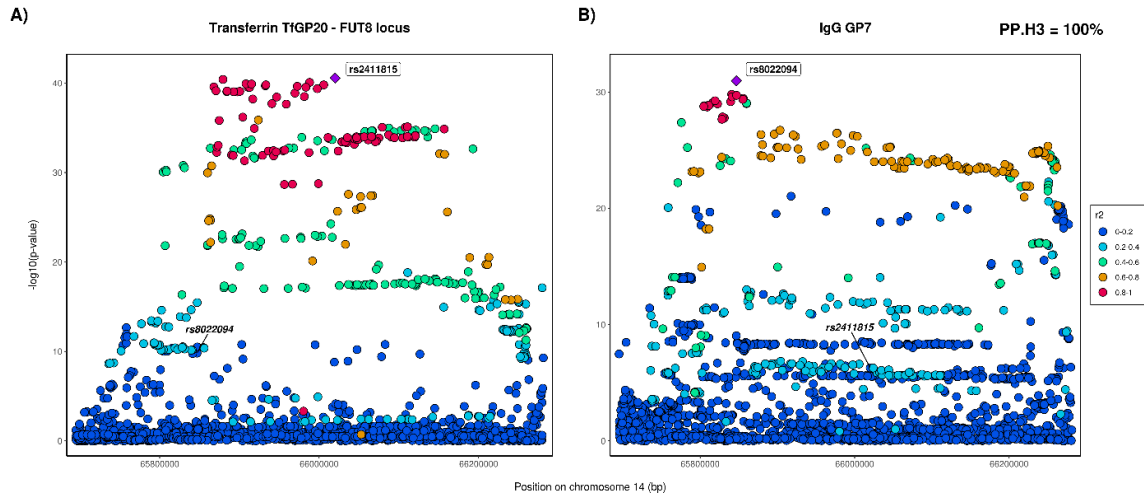 A)
Transferrin TfGP20 - FUT8 locus
B)
IgG GP7
PP.H3 = 100%
-log10(p-value)
40
30
20
10
0
rs2411815
rs8022094
65800000
66000000
66200000
30
20
10
0
rs8022094
rs2411815
65800000
66000000
66200000
r2
0-0.2
0.2 0.4
0.4-0.6
0.6-0.8
0.8-1
Position on chromosome 14 (bp)